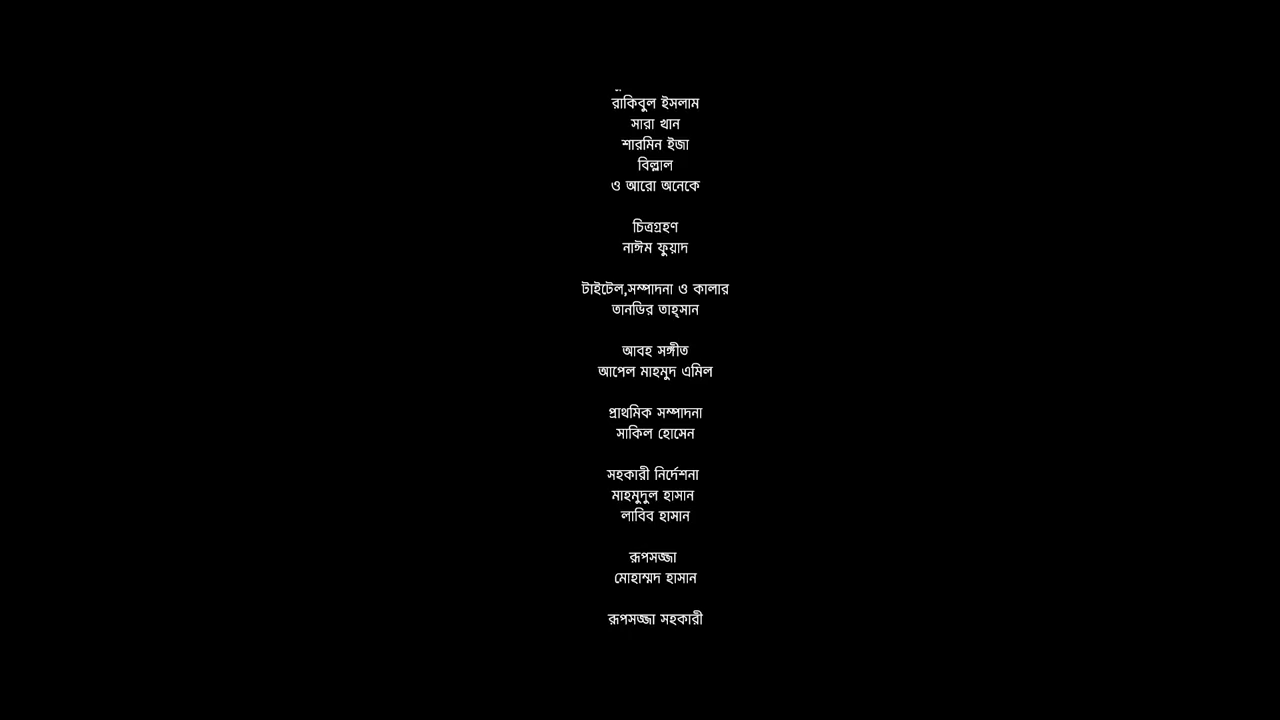 রাকিবুল ইসলাম
সারা খান
শারমিন ইজা
বিল্লাল
ও আরো অনেকে
চিত্রগ্রহণ
নাঈম ফুয়াদ
টাইটেল,সম্পাদনা ও কালার
তানভির তাহ্সান
আবহ সঙ্গীত
আপেল মাহমুদ এমিল
প্রাথমিক সম্পাদনা
সাকিল হোসেন
সহকারী নির্দেশনা
মাহমুদুল হাসান
লাবিব হাসান
রূপসজ্জা
মোহাম্মদ হাসান
রূপসজ্জা সহকারী